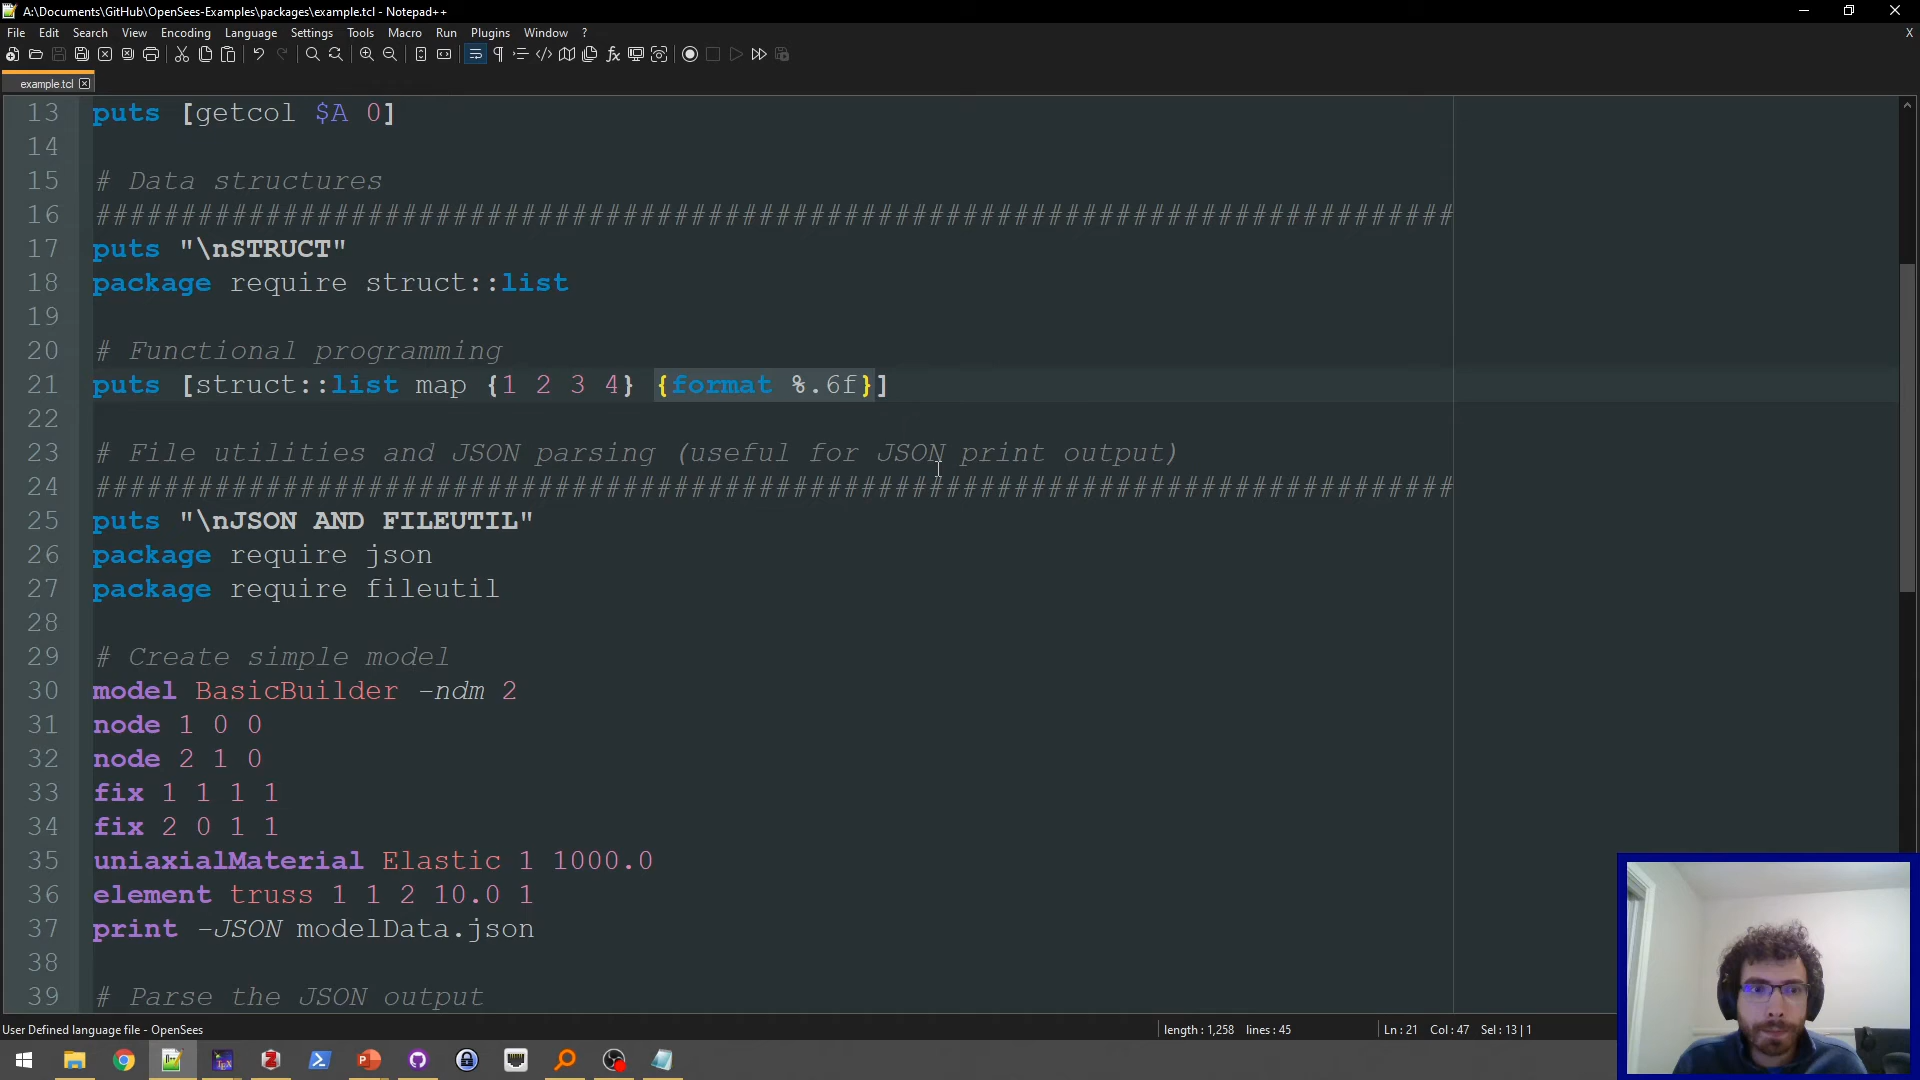 A:\Documents\GitHub\OpenSees-Examples\packages\example.tcl - Notepad++
File Edit Search View Encoding Language Settings Tools Macro Run Plugins Window ? X
example.tcl
13 puts [getcol $A 0]
14
15 # Data structures
16 ################################################################################
17 puts "\nSTRUCT"
18 package require struct::list
19
20 # Functional programming
21 puts [struct::list map {1 2 3 4} {format %.6f}]
22
23 # File utilities and JSON parsing (useful for JSON print output)
24 ################################################################################
25 puts "\nJSON AND FILEUTIL"
26 package require json
27 package require fileutil
28
29 # Create simple model
30 model BasicBuilder -ndm 2
31 node 1 0 0
32 node 2 1 0
33 fix 1 1 1 1
34 fix 2 0 1 1
35 uniaxialMaterial Elastic 1 1000.0
36 element truss 1 1 2 10.0 1
37 print -JSON modelData.json
38
39 # Parse the JSON output
User Defined language file - OpenSees length : 1,258 lines : 45 Ln : 21 Col : 47 Sel : 13 | 1